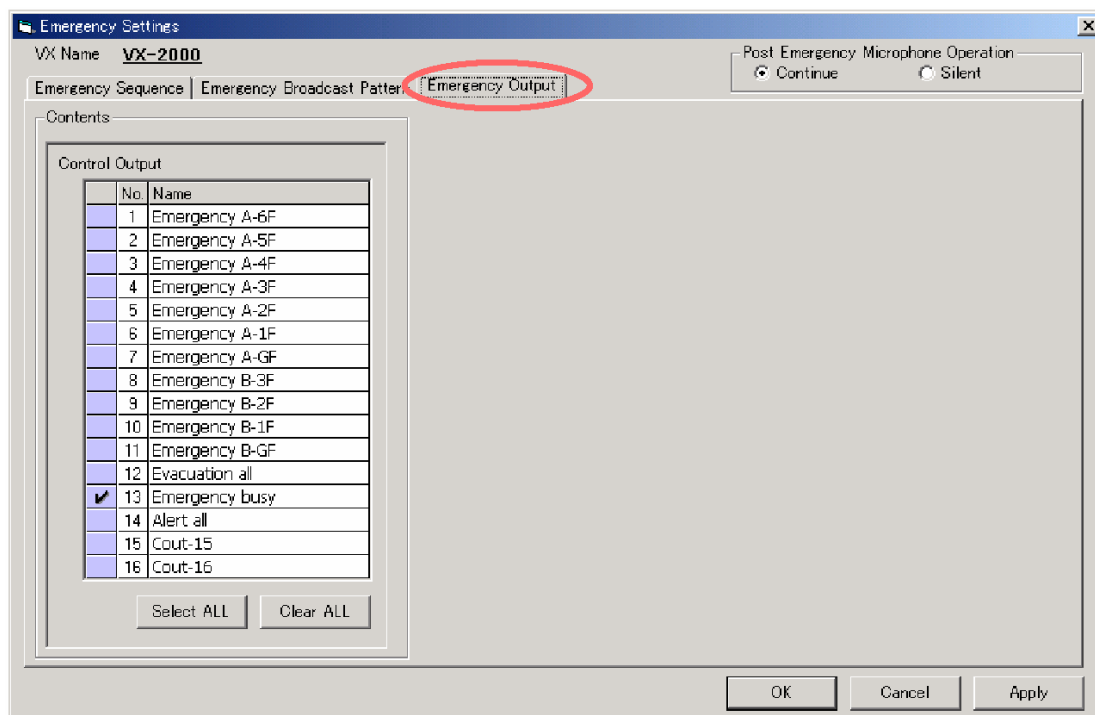 Emergency Settings
VX Name VX-2000
Post Emergency Microphone Operation
Continue Silent
Emergency Sequence Emergency Broadcast Patter Emergency Output
Contents
Control Output
No. Name
1 Emergency A-6F
2 Emergency A-5F
3 Emergency A-4F
4 Emergency A-3F
5 Emergency A-2F
6 Emergency A-1F
7 Emergency A-GF
8 Emergency B-3F
9 Emergency B-2F
10 Emergency B-1F
11 Emergency B-GF
12 Evacuation all
13 Emergency busy
14 Alert all
15 Cout-15
16 Cout-16
Select ALL Clear ALL
OK Cancel Apply